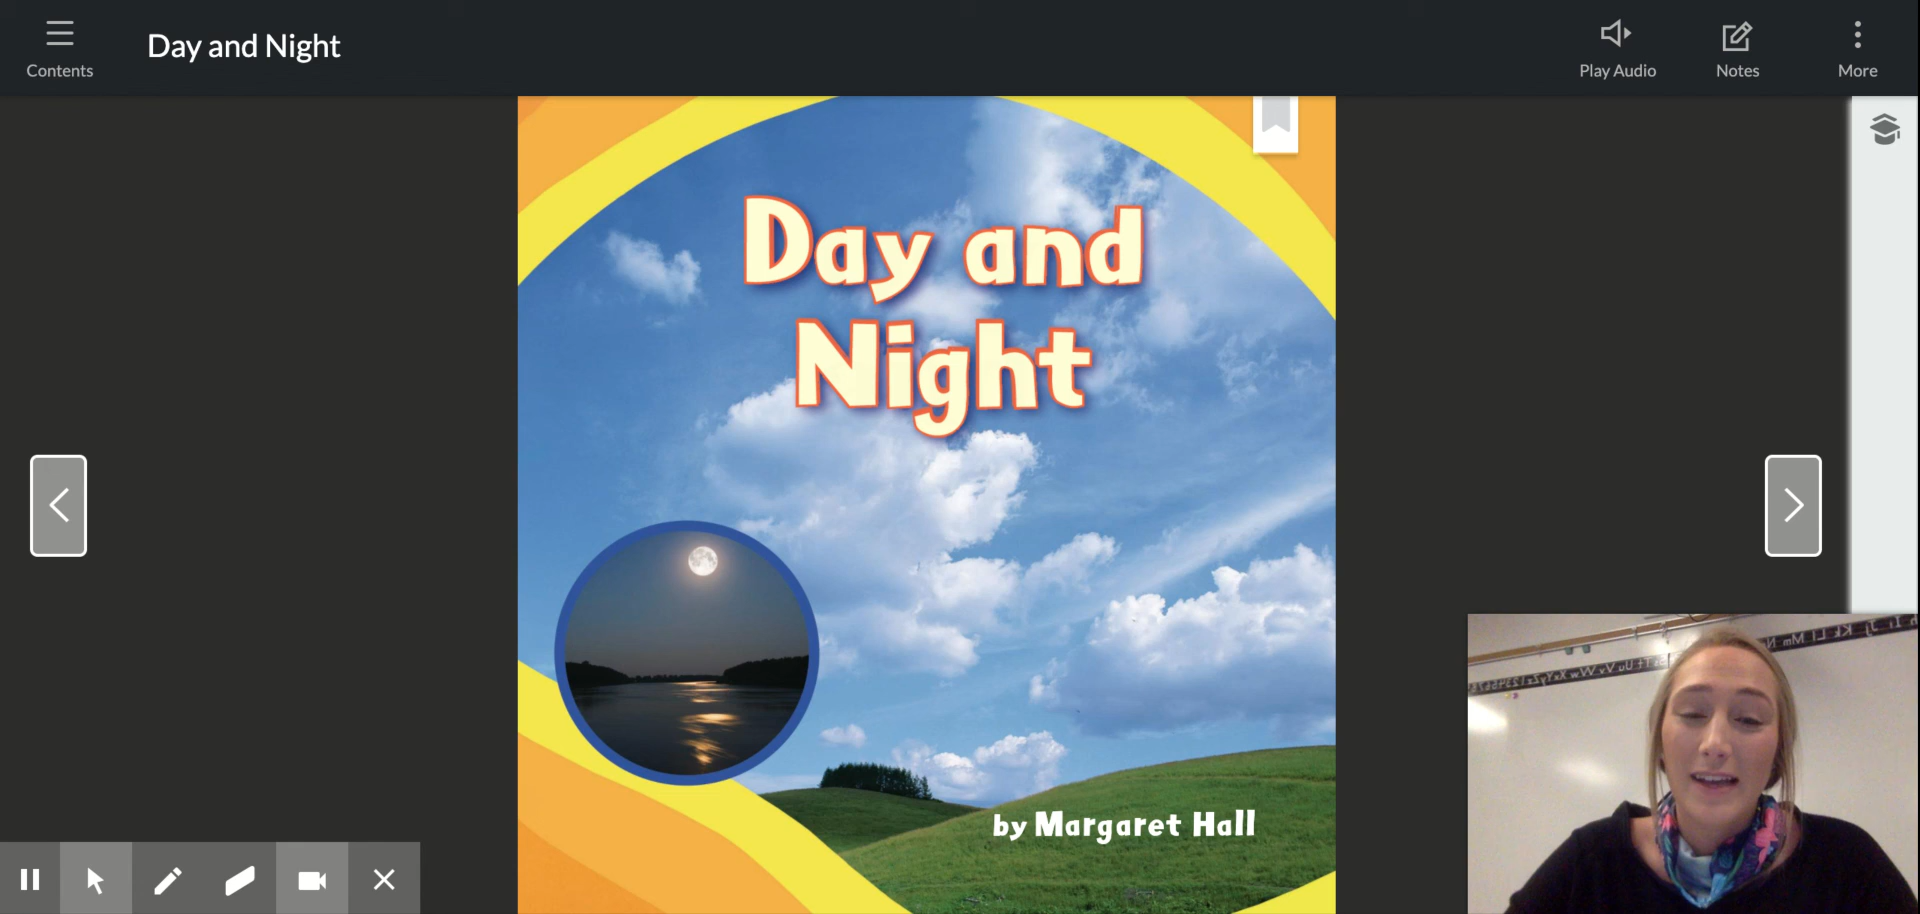 Contents
Day and Night
Play Audio
Notes
More
Day and
Night
by Margaret Hall